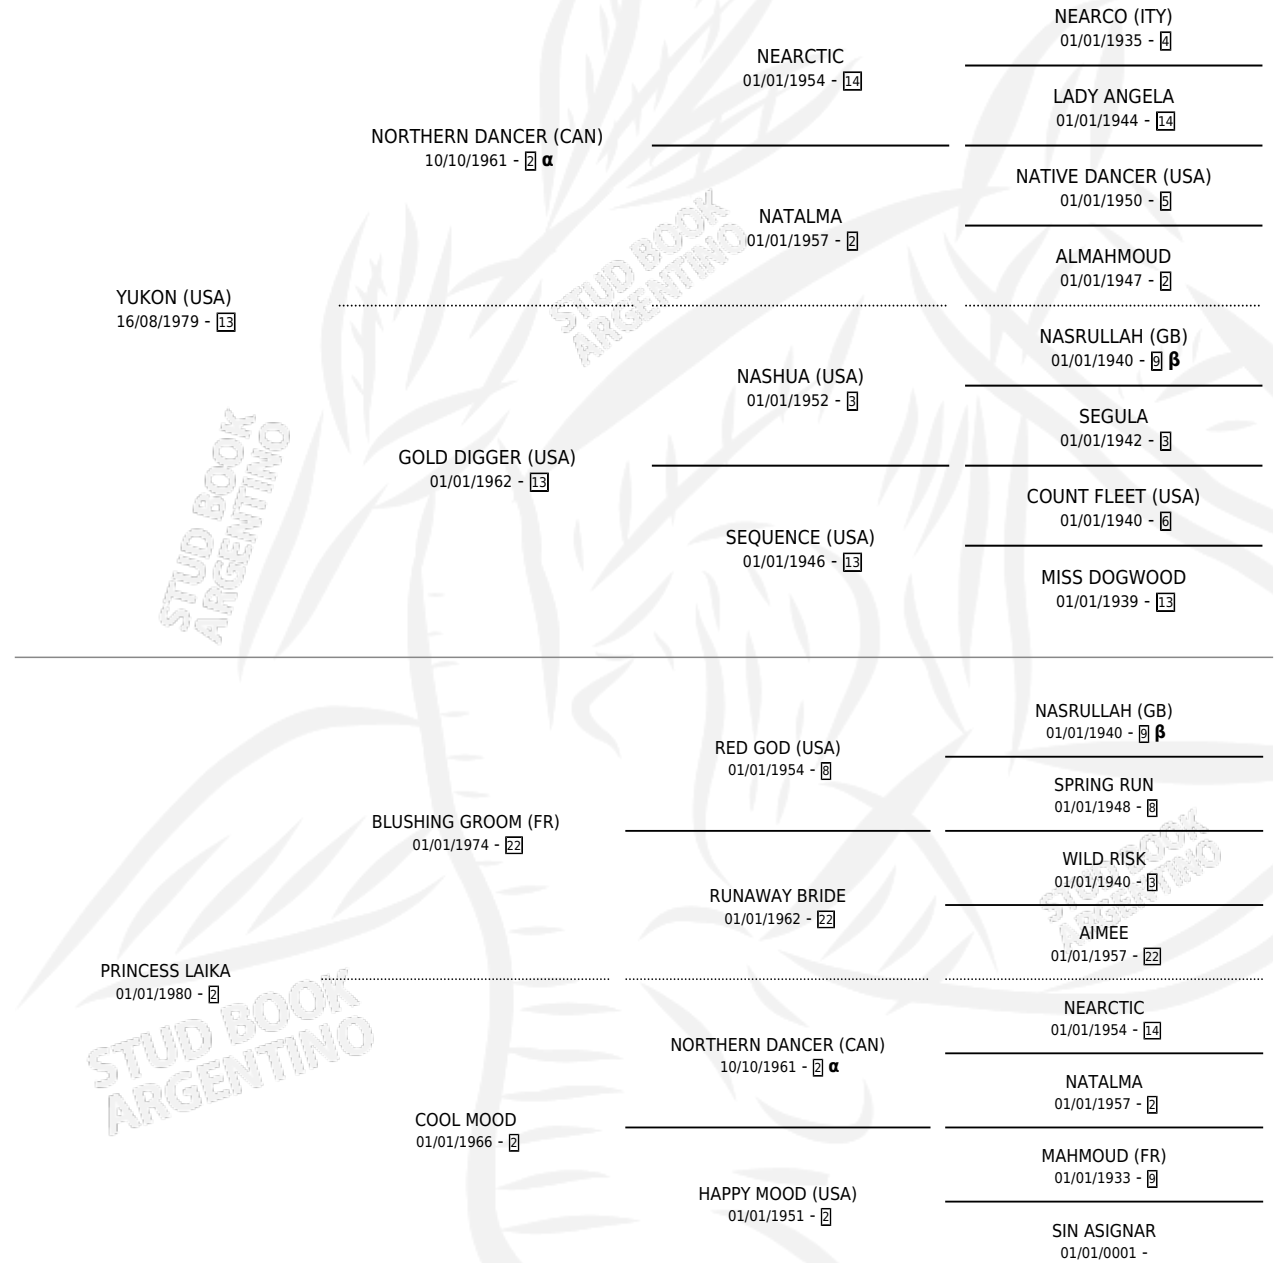 NEARCO (ITY)
01/01/1935 - 4
NEARCTIC
01/01/1954 - 14
LADY ANGELA
01/01/1944 - 14
NORTHERN DANCER (CAN)
10/10/1961 - 2 α
NATIVE DANCER (USA)
01/01/1950 - 5
NATALMA
01/01/1957 - 2
ALMAHMOUD
01/01/1947 - 2
YUKON (USA)
16/08/1979 - 13
NASRULLAH (GB)
01/01/1940 - 9 β
NASHUA (USA)
01/01/1952 - 3
SEGULA
01/01/1942 - 3
GOLD DIGGER (USA)
01/01/1962 - 13
COUNT FLEET (USA)
01/01/1940 - 6
SEQUENCE (USA)
01/01/1946 - 13
MISS DOGWOOD
01/01/1939 - 13
STUD BOOK
ARGENTINO
STUD BOOK
ARGENTINO
NASRULLAH (GB)
01/01/1940 - 9 β
RED GOD (USA)
01/01/1954 - 8
SPRING RUN
01/01/1948 - 8
BLUSHING GROOM (FR)
01/01/1974 - 22
WILD RISK
01/01/1940 - 3
RUNAWAY BRIDE
01/01/1962 - 22
AIMEE
01/01/1957 - 22
PRINCESS LAIKA
01/01/1980 - 2
NEARCTIC
01/01/1954 - 14
NORTHERN DANCER (CAN)
10/10/1961 - 2 α
NATALMA
01/01/1957 - 2
COOL MOOD
01/01/1966 - 2
MAHMOUD (FR)
01/01/1933 - 9
HAPPY MOOD (USA)
01/01/1951 - 2
SIN ASIGNAR
01/01/0001 -
STUD BOOK
ARGENTINO
STUD BOOK
ARGENTINO